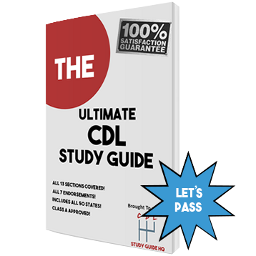 100%
SATISFACTION
GUARANTEE
THE
ULTIMATE
CDL
STUDY GUIDE
ALL 13 SECTIONS COVERED!
ALL 7 ENDORSEMENTS!
INCLUDES ALL 50 STATES!
CLASS A APPROVED!
Brought To
STUDY GUIDE HQ
LET'S
PASS